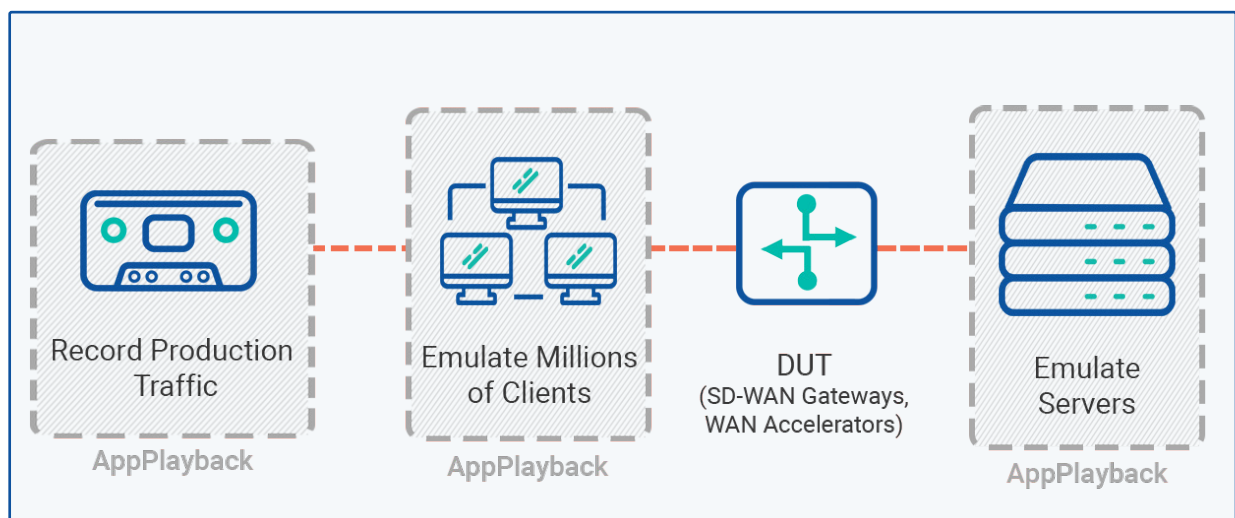 Record Production
Traffic
AppPlayback
Emulate Millions
of Clients
AppPlayback
DUT
(SD-WAN Gateways,
WAN Accelerators)
Emulate
Servers
AppPlayback